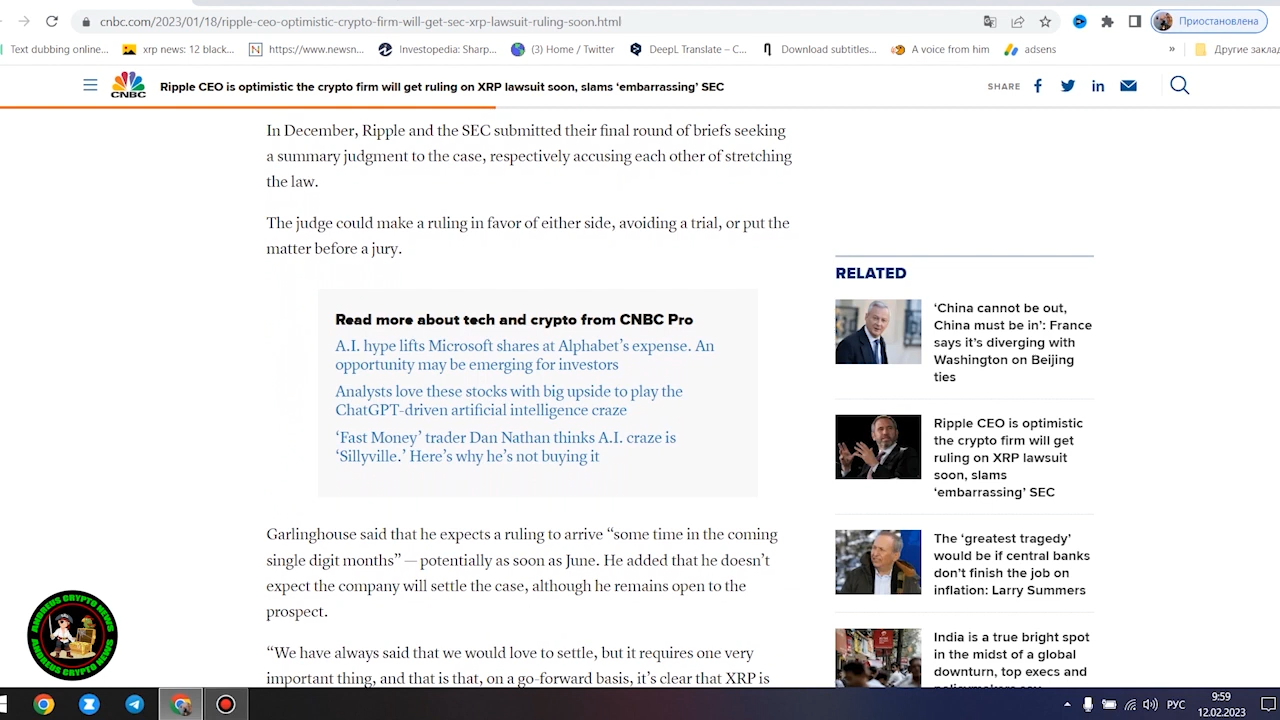 cnbc.com/2023/01/18/ripple-ceo-optimistic-crypto-firm-will-get-sec-xrp-lawsuit-ruling-soon.html
Приостановлена
Text dubbing online...
xrp news: 12 black...
https://www.newsn...
Investopedia: Sharp...
(3) Home / Twitter
DeepL Translate – C...
Download subtitles...
A voice from him
adsens
»
Другие закла
CNBC
Ripple CEO is optimistic the crypto firm will get ruling on XRP lawsuit soon, slams ‘embarrassing’ SEC
SHARE
In December, Ripple and the SEC submitted their final round of briefs seeking
a summary judgment to the case, respectively accusing each other of stretching
the law.
The judge could make a ruling in favor of either side, avoiding a trial, or put the
matter before a jury.
Read more about tech and crypto from CNBC Pro
A.I. hype lifts Microsoft shares at Alphabet’s expense. An
opportunity may be emerging for investors
Analysts love these stocks with big upside to play the
ChatGPT-driven artificial intelligence craze
‘Fast Money’ trader Dan Nathan thinks A.I. craze is
‘Sillyville.’ Here’s why he’s not buying it
Garlinghouse said that he expects a ruling to arrive “some time in the coming
single digit months” — potentially as soon as June. He added that he doesn’t
expect the company will settle the case, although he remains open to the
prospect.
“We have always said that we would love to settle, but it requires one very
important thing, and that is that, on a go-forward basis, it’s clear that XRP is
RELATED
‘China cannot be out,
China must be in’: France
says it’s diverging with
Washington on Beijing
ties
Ripple CEO is optimistic
the crypto firm will get
ruling on XRP lawsuit
soon, slams
‘embarrassing’ SEC
The ‘greatest tragedy’
would be if central banks
don’t finish the job on
inflation: Larry Summers
India is a true bright spot
in the midst of a global
downturn, top execs and
ANDREUS CRYPTO NEWS
ANDREUS CRYPTO NEWS
РУС
9:59
12.02.2023